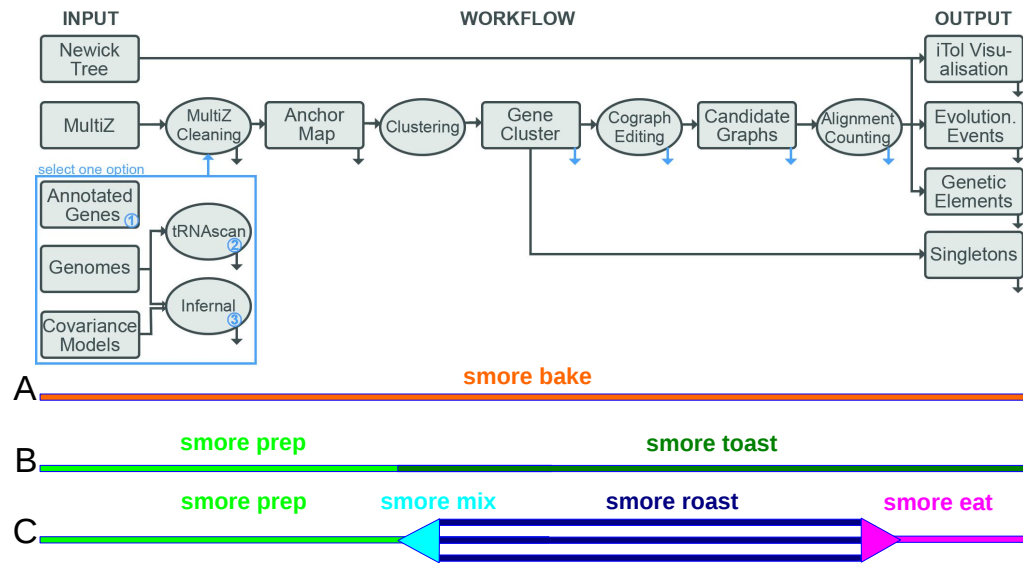 INPUT
WORKFLOW
OUTPUT
Newick
Tree
iTol Visu-
alisation
MultiZ
MultiZ
Cleaning
Anchor
Map
Clustering
Gene
Cluster
Cograph
Editing
Candidate
Graphs
Alignment
Counting
Evolution.
Events
select one option
Annotated
Genes
1
tRNAscan
2
Genetic
Elements
Genomes
Singletons
Infernal
3
Covariance
Models
A
smore bake
B
smore prep
smore toast
C
smore prep
smore mix
smore roast
smore eat